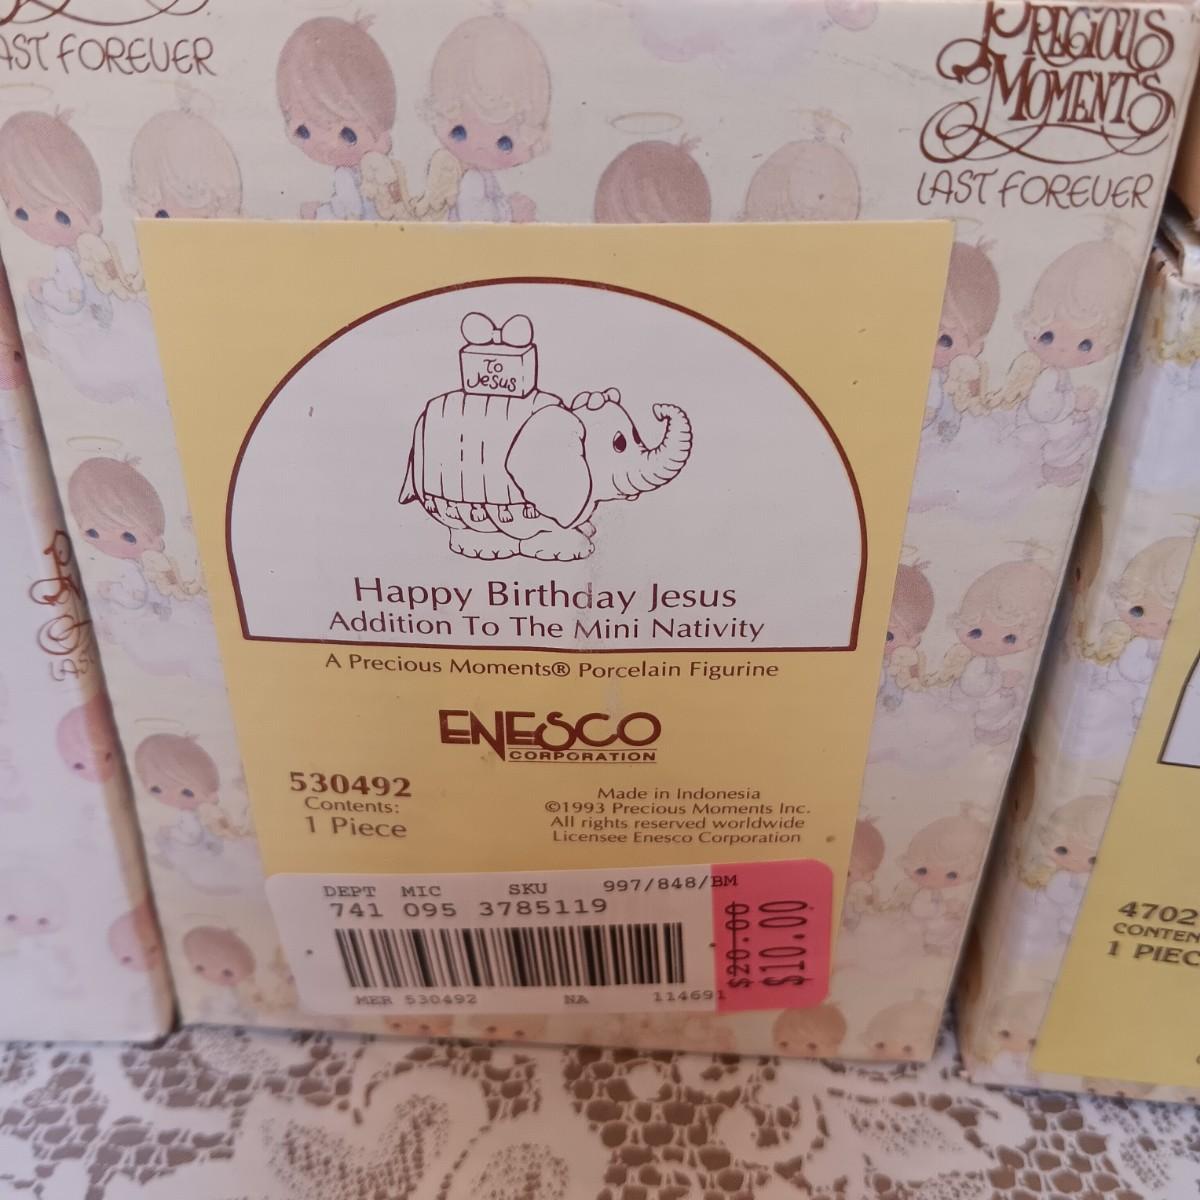 AST FOREVER
PRECIOUS
MOMENTS
LAST FOREVER
To
Jesus
Happy Birthday Jesus
Addition To The Mini Nativity
A Precious Moments® Porcelain Figurine
ENESCO
CORPORATION
530492
Contents:
1 Piece
Made in Indonesia
©1993 Precious Moments Inc.
All rights reserved worldwide
Licensee Enesco Corporation
DEPT MIC SKU 997/848/BM
741 095 3785119
$20.00
$10.00
MER 530492 NA 114691
4702
CONTEN
1 PIEC